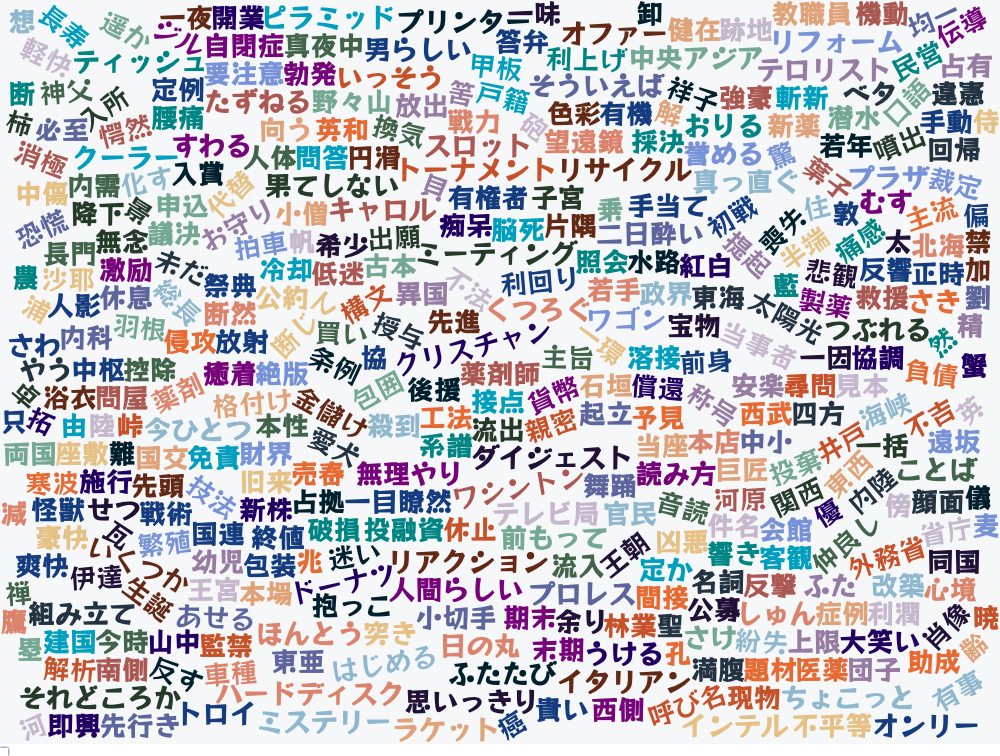 想 長寿 遥か 一夜 開業 ピラミッド プリンター 一味 オファー 卸 健在 跡地 教職員 機動 均一 伝導
軽快 ティッシュ ジル 自閉症 真夜中 男らしい 答弁 利上げ 中央アジア リフォーム テロリスト 民営 占有
断 神父 入所 定例 要注意 勃発 いっそう 甲板 そういえば 祥子 強豪 斬新 ベタ 口語 違憲
柿 必至 愕然 腰痛 たずねる 野々山 放出 筈 戸籍 砲 色彩 有機 解 おりる 新薬 潜水 手動 侍
消極 クーラー すわる 向う 英和 換気 戦力 スロット 望遠鏡 採決 誉める 驚 若年 噴出 回帰
中傷 内需 化す 入賞 人体 問答 円滑 トーナメント リサイクル 真っ直ぐ 葉子 プラザ 裁定
恐慌 降下 尋 申込 代替 果てしない 貝 有権者 子宮 乗 手当て 初戦 喪失 住 敦 むす 主流 偏
長門 無念 議決 お守り 小僧 キャロル 痴呆 脳死 片隅 二日酔い 提起 半端 痛感 太 北海 禁
農 沙耶 激励 未だ 拍車 帆 希少 出願 ミーティング 照会 水路 紅白 藍 悲観 反響 正時 加
浦 人影 休息 総長 祭典 冷却 低迷 古本 不法 利回り 若手 政界 東海 太陽光 製薬 救援 さき 劉
さわ 内科 羽根 断然 公約 ん 構文 異国 くつろぐ ワゴン 宝物 当事者 つぶれる 然 精
やう 中枢 控除 侵攻 放射 断じ 買い 授与 先進 クリスチャン 主旨 一環 溶接 前身 一因 協調 負債 蟹
浴衣 問屋 薬剤 癒着 絶版 条例 協 包囲 後援 薬剤師 貨幣 石垣 償還 称号 安楽 尋問 見本
只 拓 由 陸 峠 格付け 金儲け 殺到 工法 接点 親密 起立 予見 西武 四方 海峡 不吉 英
両国 座敷 難 今ひとつ 本性 愛犬 系譜 流出 ダイジェスト 当座 本店 中小 井戸 一括 遠坂
寒波 施行 先頭 国交 免責 財界 売春 無理やり ワシントン 舞踊 読み方 巨匠 投棄 東西 内陸 ことば
減 怪獣 せつ 戦術 技法 旧来 新株 占拠 一目瞭然 テレビ局 官民 音読 河原 関西 優 傍 顔面 儀
豪快 瓦 繁殖 国連 終値 破損 投融資 休止 前もって 凶悪 件名 会館 仲良し 省庁 麦
爽快 伊達 いくつか 幼児 包装 兆 迷い リアクション 流入 王朝 定か 響き 客観 外務省 同国
禅 生誕 王宮 本場 ドーナツ 人間らしい プロレス 間接 名詞 反撃 ふた 改築 心境
鷹 組み立て あせる 抱っこ 小切手 期末 余り 林業 聖 公募 しゅん 症例 利潤 肖像 暁
塁 建国 今時 山中 監禁 ほんとう 突き 日の丸 末期 うける 孔 さけ 紛失 上限 大笑い 齢
解析 南側 反す 車種 東亜 はじめる ふたたび イタリアン 満腹 題材 医薬 団子 助成
それどころか トロイ ハードディスク 思いっきり 貴い 西側 呼び名 現物 ちょこっと 有事
河 即興 先行き ミステリー ラケット 癌 インテル 不平等 オンリー